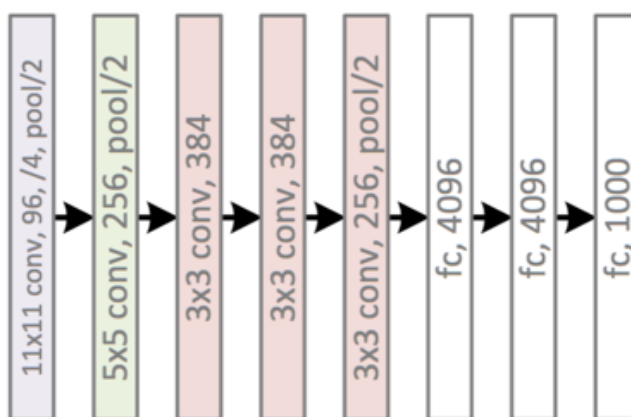 11x11 conv, 96, /4, pool/2
5x5 conv, 256, pool/2
3x3 conv, 384
3x3 conv, 384
3x3 conv, 256, pool/2
fc, 4096
fc, 4096
fc, 1000